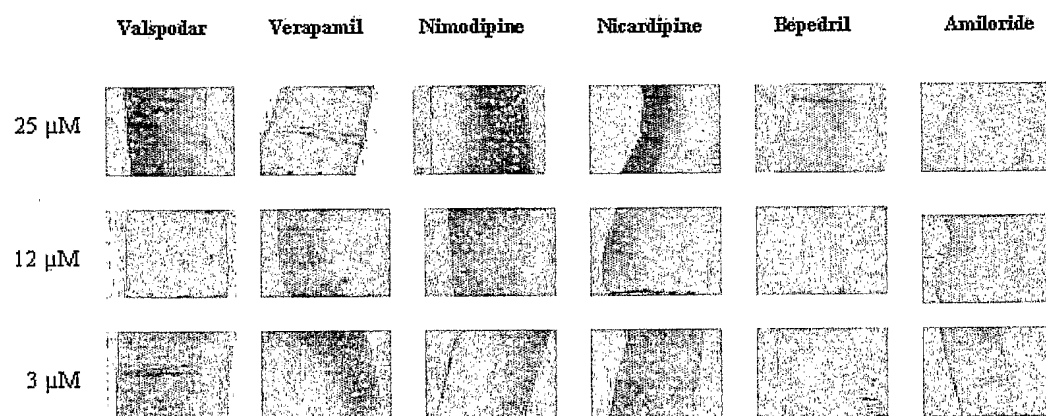 Valspodar Verapamil Nimodipine Nicardipine Bepedril Amiloride
25 µM
12 µM
3 µM